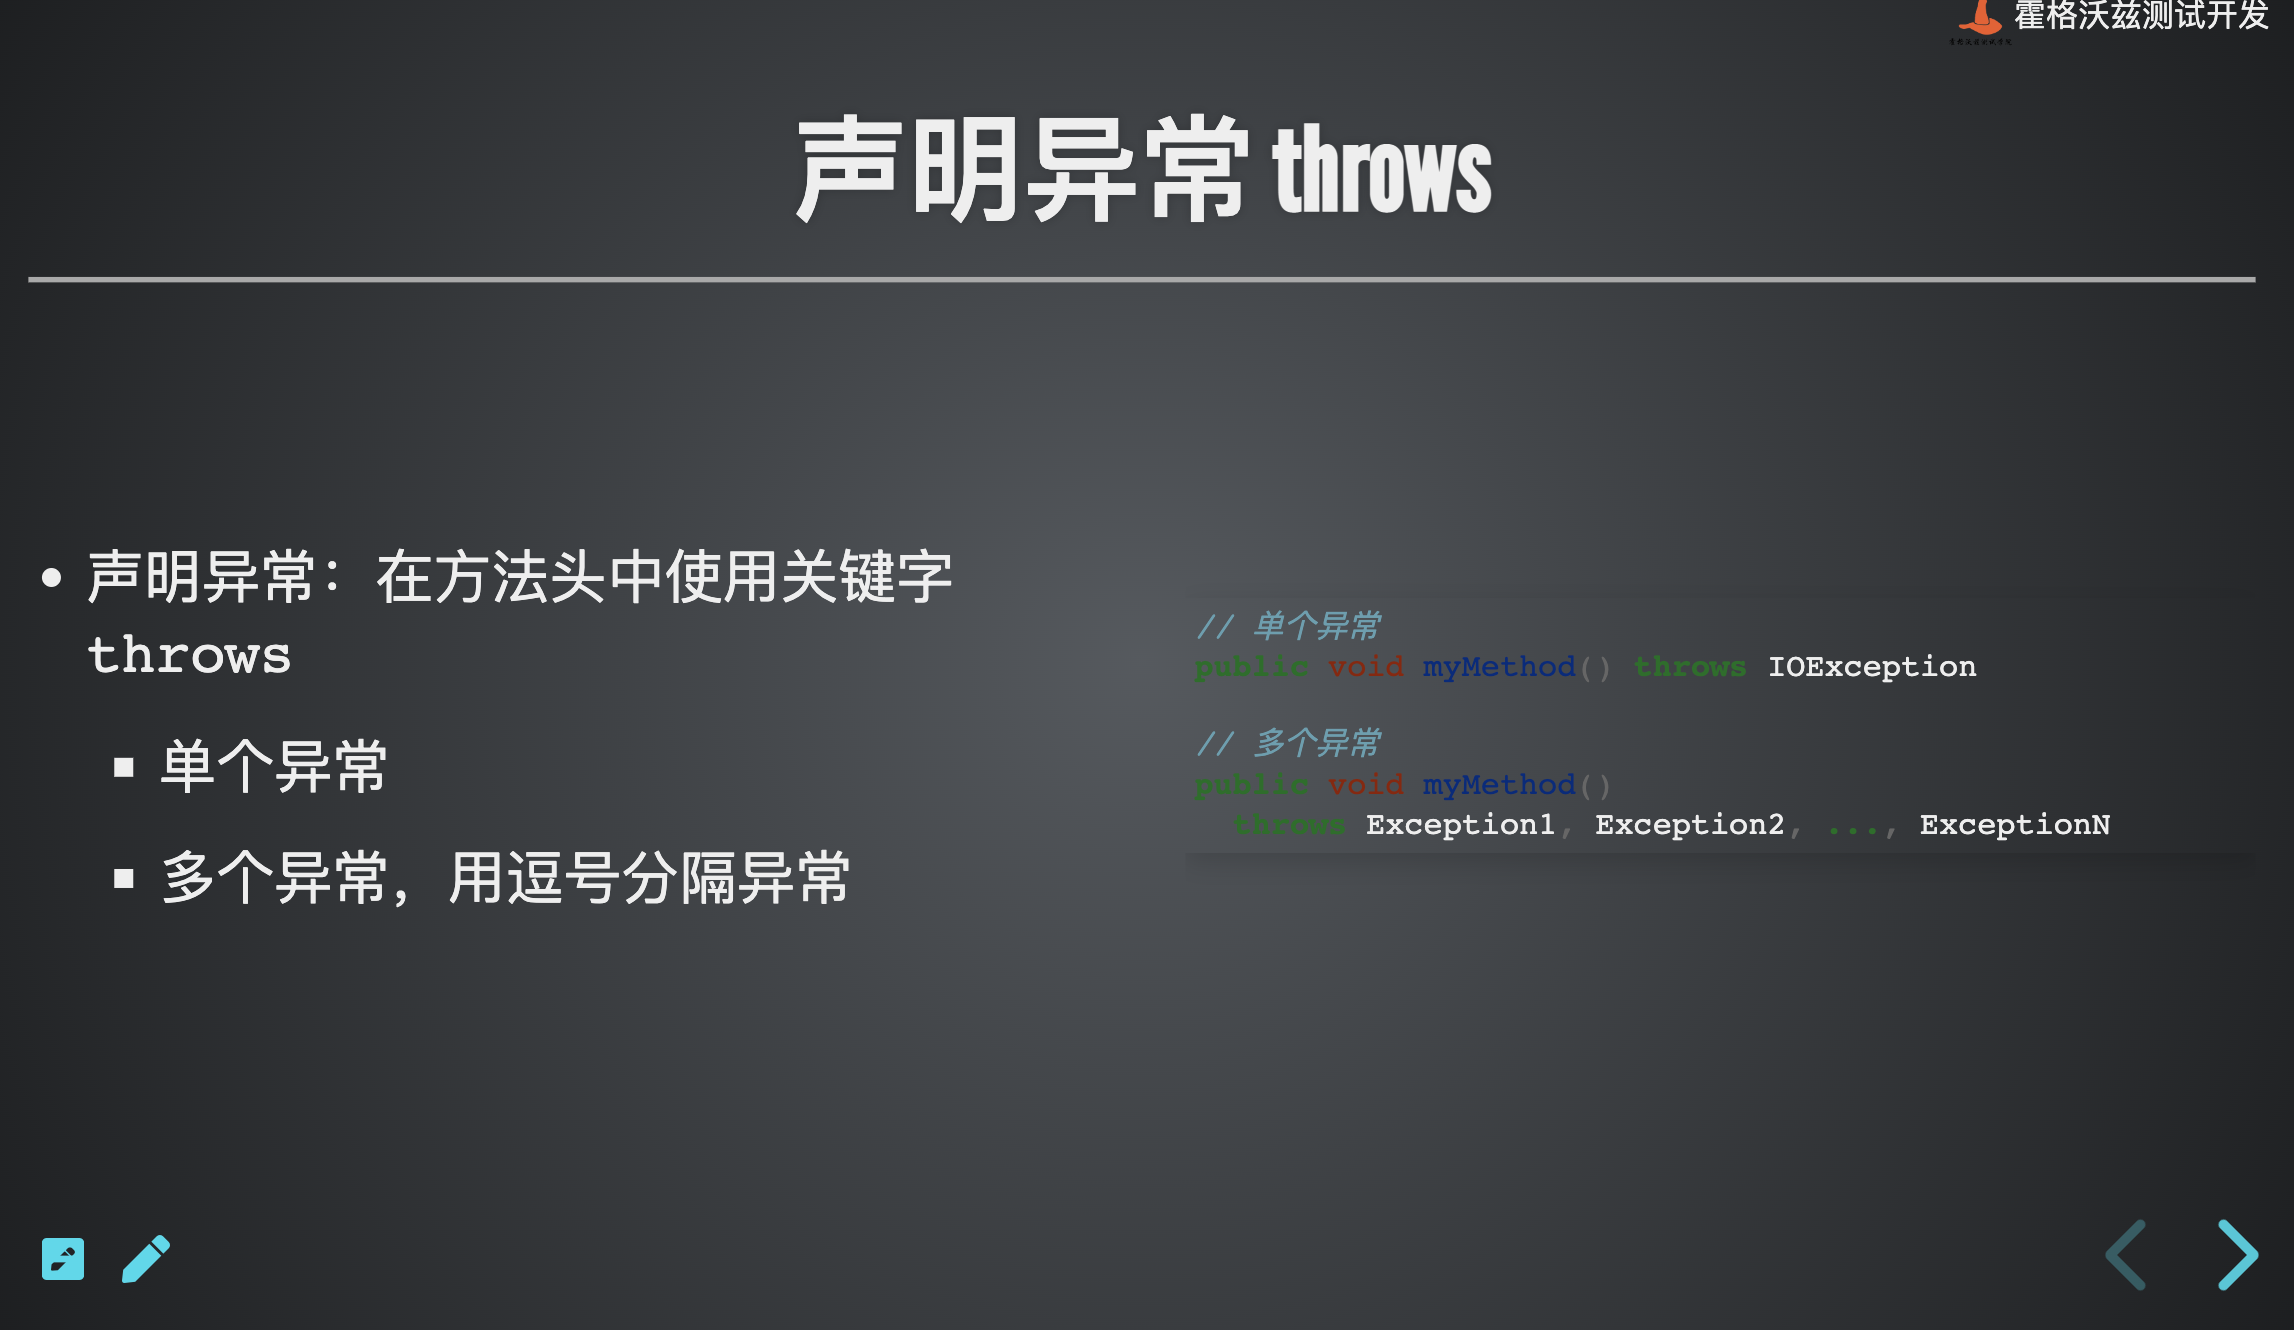 霍格沃兹测试开发
声明异常 throws
声明异常：在方法头中使用关键字
throws
单个异常
多个异常，用逗号分隔异常
// 单个异常
public void myMethod() throws IOException
// 多个异常
public void myMethod()
throws Exception1, Exception2, ..., ExceptionN